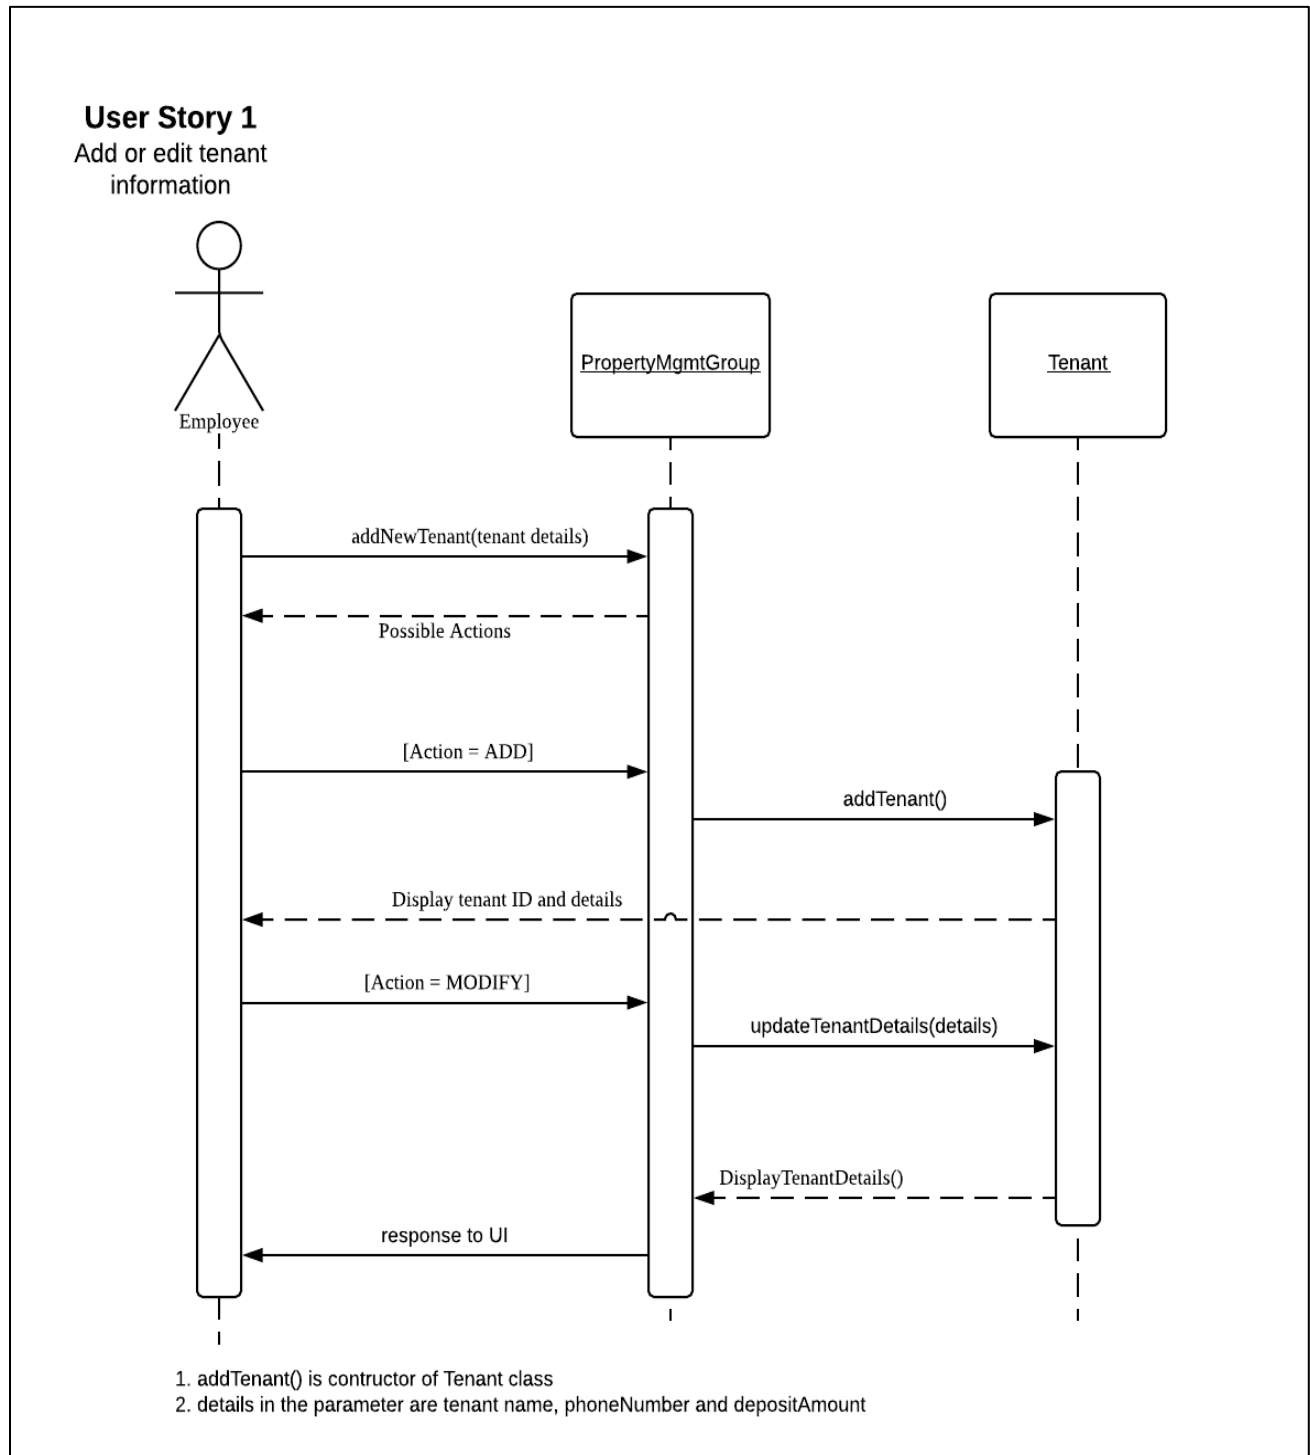 User Story 1
Add or edit tenant
information
Employee
PropertyMgmtGroup
Tenant
addNewTenant(tenant details)
Possible Actions
[Action = ADD]
addTenant()
Display tenant ID and details
[Action = MODIFY]
updateTenantDetails(details)
DisplayTenantDetails()
response to UI
1. addTenant() is contructor of Tenant class
2. details in the parameter are tenant name, phoneNumber and depositAmount